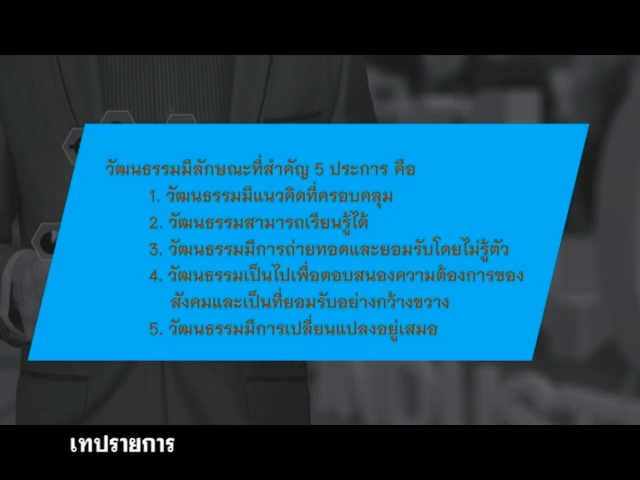 วัฒนธรรมมีลักษณะที่สำคัญ 5 ประการ คือ
1. วัฒนธรรมมีแนวคิดที่ครอบคลุม
2. วัฒนธรรมสามารถเรียนรู้ได้
3. วัฒนธรรมมีการถ่ายทอดและยอมรับโดยไม่รู้ตัว
4. วัฒนธรรมเป็นไปเพื่อตอบสนองความต้องการของ
สังคมและเป็นที่ยอมรับอย่างกว้างขวาง
5. วัฒนธรรมมีการเปลี่ยนแปลงอยู่เสมอ
เทปรายการ